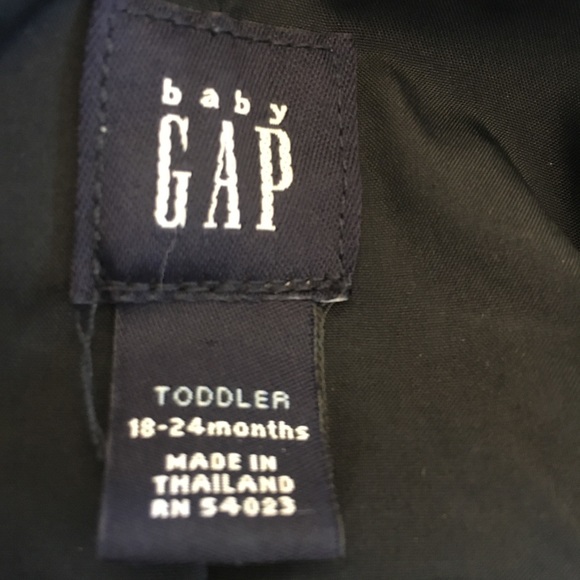 baby
GAP
TODDLER
18-24months
MADE IN
THAILAND
RN 54023